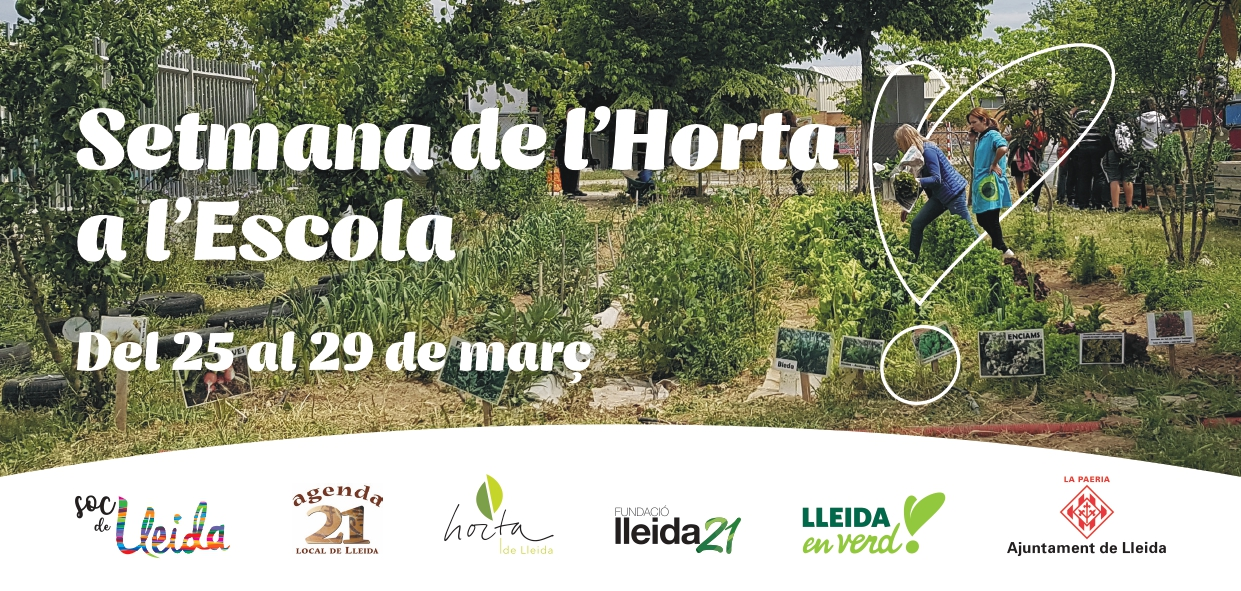 Setmana de l'Horta
a l'Escola
Del 25 al 29 de març
Bleda
ENCIAMS
soc de Lleida
agenda
21
LOCAL DE LLEIDA
horta
de Lleida
FUNDACIÓ
lleida21
LLEIDA
en verd!
LA PAERIA
Ajuntament de Lleida